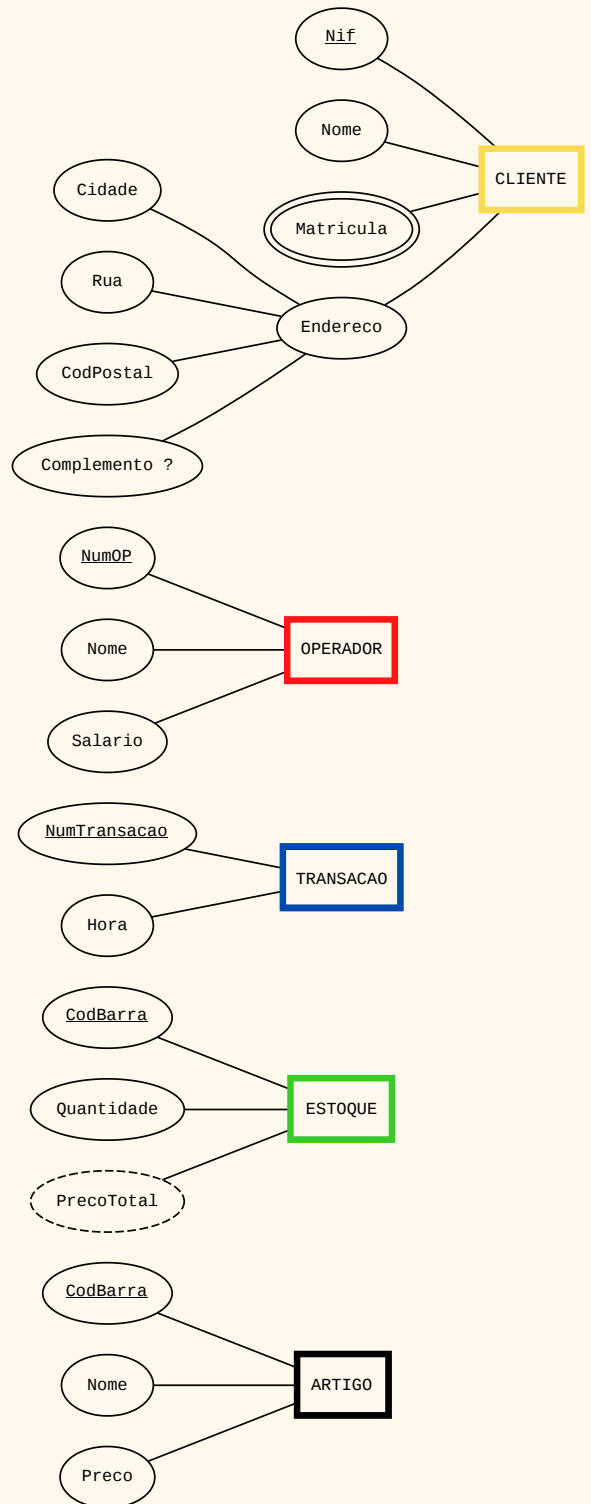 Nif
Nome
CLIENTE
Cidade
Matricula
Rua
Endereco
CodPostal
Complemento ?
NumOP
Nome
OPERADOR
Salario
NumTransacao
TRANSACAO
Hora
CodBarra
Quantidade
ESTOQUE
PrecoTotal
CodBarra
Nome
ARTIGO
Preco